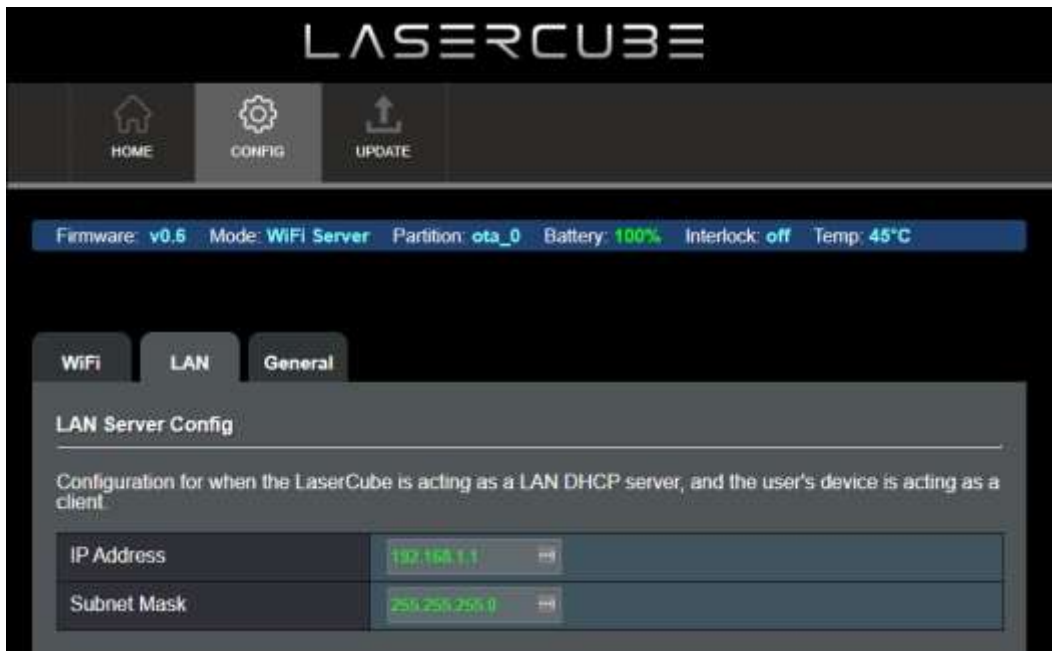 LASERCUBE
HOME CONFIG UPDATE
Firmware: v0.6 Mode: WiFi Server Partition: ota_0 Battery: 100% Interlock: off Temp: 45°C
WiFi LAN General
LAN Server Config
Configuration for when the LaserCube is acting as a LAN DHCP server, and the user's device is acting as a
client.
IP Address 192.168.1.1
Subnet Mask 255.255.255.0